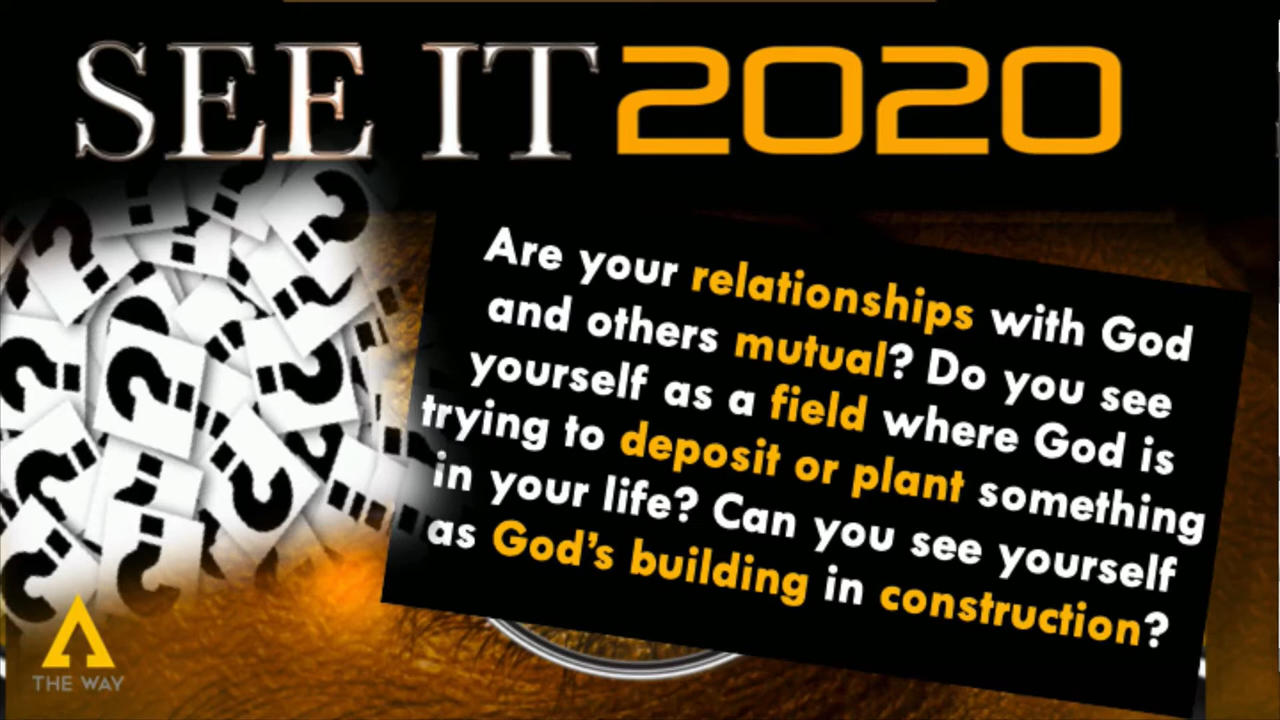 SEE IT 2020
Are your relationships with God
and others mutual? Do you see
yourself as a field where God is
trying to deposit or plant something
in your life? Can you see yourself
as God's building in construction?
THE WAY